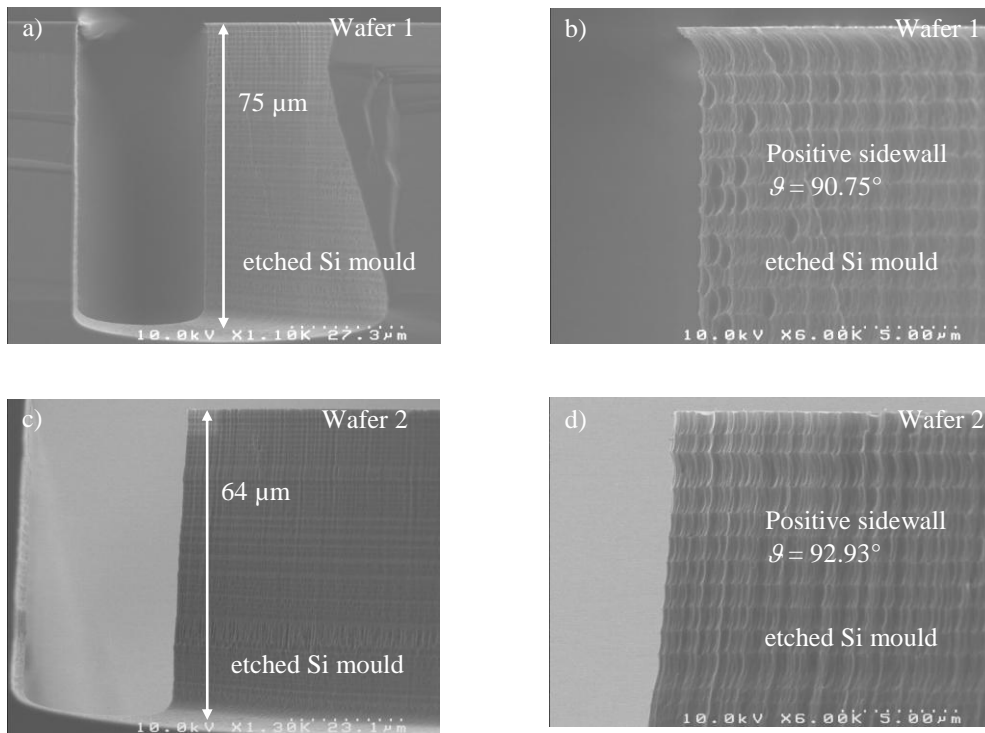 a)
Wafer 1
75 µm
etched Si mould
10.0kV X1.10K 27.3µm
b)
Wafer 1
Positive sidewall
𝜗 = 90.75°
etched Si mould
10.0kV X6.00K 5.00µm
c)
Wafer 2
64 µm
etched Si mould
10.0kV X1.30K 23.1µm
d)
Wafer 2
Positive sidewall
𝜗 = 92.93°
etched Si mould
10.0kV X6.00K 5.00µm